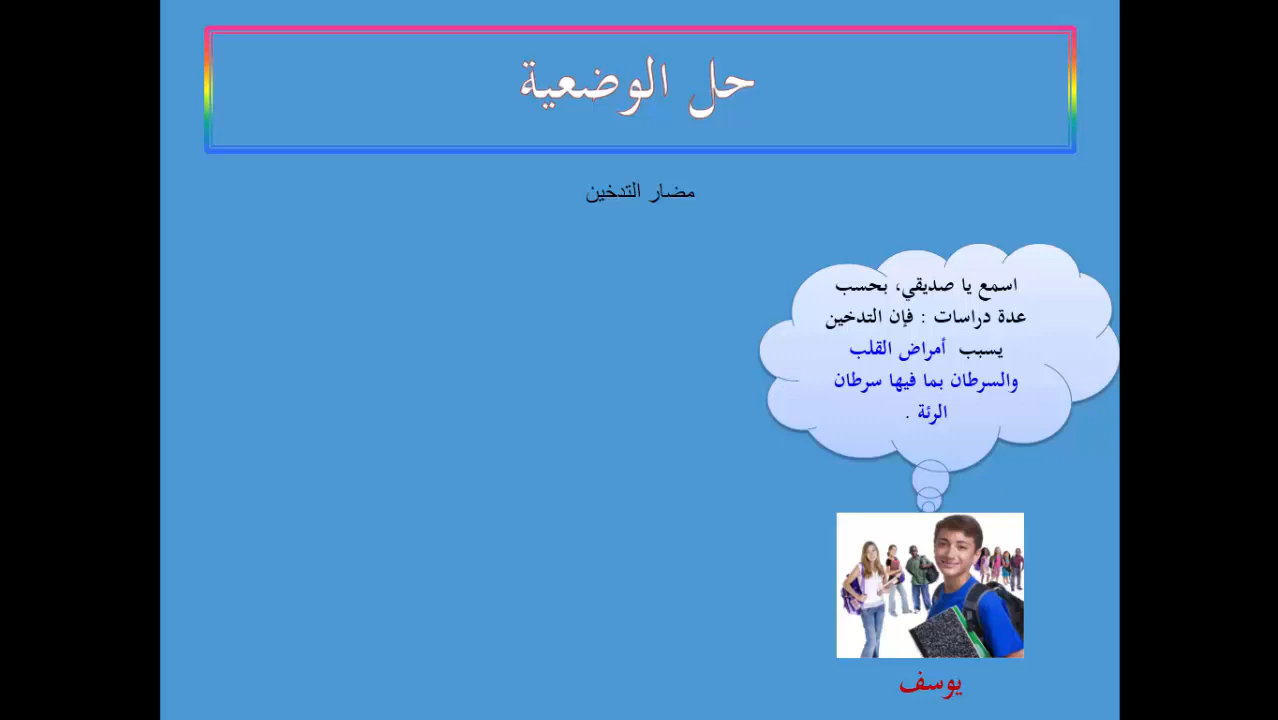 حل الوضعية
مضار التدخين
اسمع يا صديقي، بحسب
عدة دراسات : فإن التدخين
يسبب أمراض القلب
والسرطان بما فيها سرطان
الرئة .
يوسف